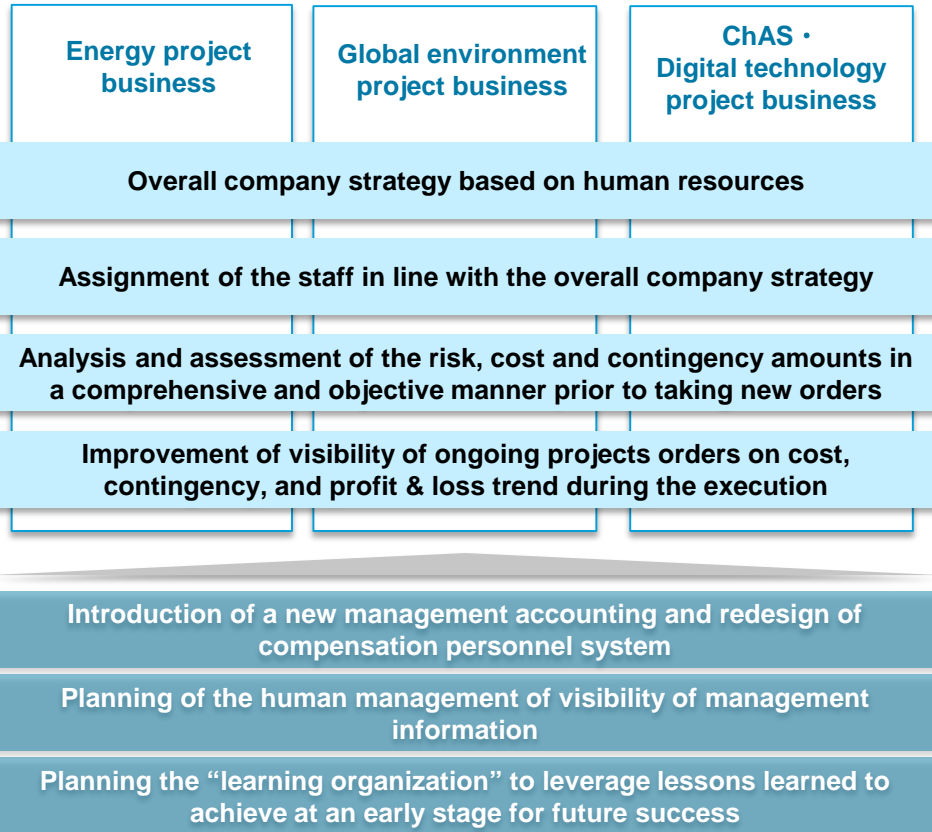 Energy project
business
Global environment
project business
ChAS・
Digital technology
project business
Overall company strategy based on human resources
Assignment of the staff in line with the overall company strategy
Analysis and assessment of the risk, cost and contingency amounts in
a comprehensive and objective manner prior to taking new orders
Improvement of visibility of ongoing projects orders on cost,
contingency, and profit & loss trend during the execution
Introduction of a new management accounting and redesign of
compensation personnel system
Planning of the human management of visibility of management
information
Planning the “learning organization” to leverage lessons learned to
achieve at an early stage for future success